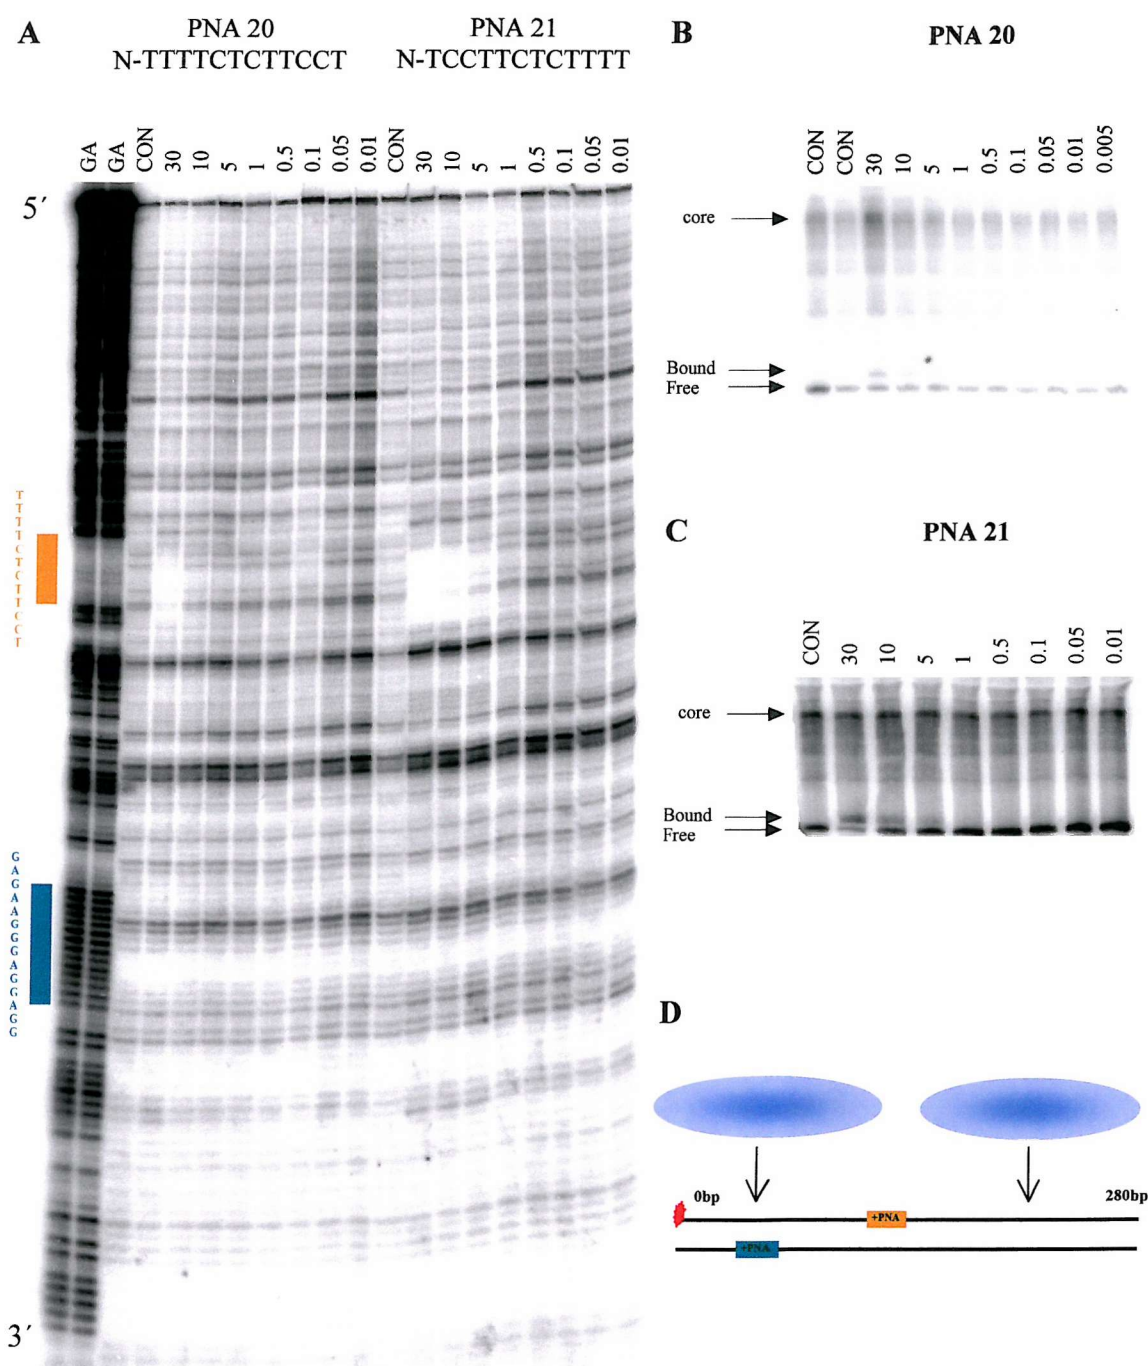 A
PNA 20
N-TTTTCTCTTCCT
PNA 21
N-TCCTTCTCTTTT
GA GA CON 30 10 5 1 0.5 0.1 0.05 0.01 CON 30 10 5 1 0.5 0.1 0.05 0.01
5´
T
T
T
T
C
T
C
T
T
C
C
T
G
A
G
A
A
G
G
G
A
G
G
A
G
G
3´
B
PNA 20
CON CON 30 10 5 1 0.5 0.1 0.05 0.01 0.005
core
Bound
Free
C
PNA 21
CON 30 10 5 1 0.5 0.1 0.05 0.01
core
Bound
Free
D
0bp 280bp
+PNA
+PNA